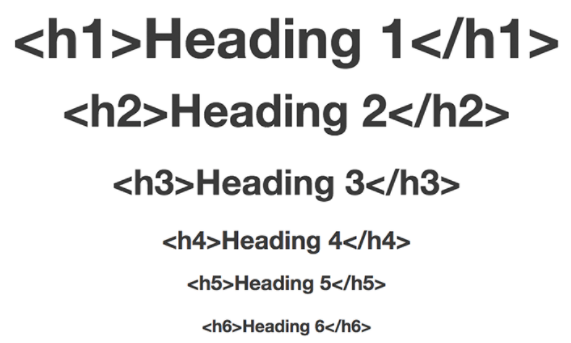 <h1>Heading 1</h1>
<h2>Heading 2</h2>
<h3>Heading 3</h3>
<h4>Heading 4</h4>
<h5>Heading 5</h5>
<h6>Heading 6</h6>